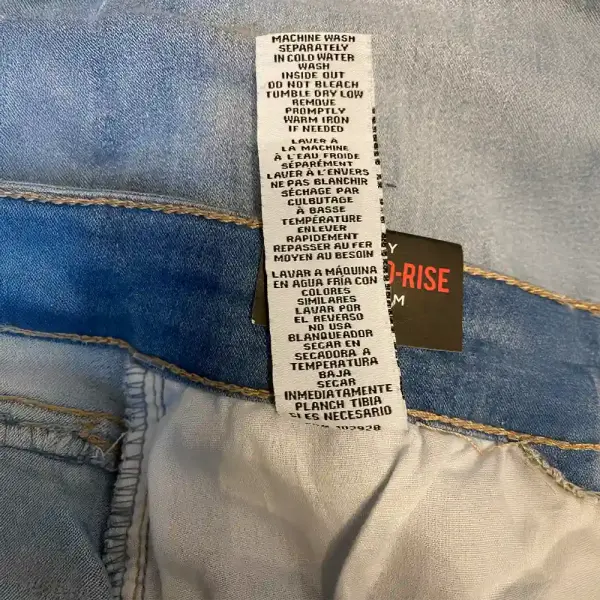 MACHINE WASH
SEPARATELY
IN COLD WATER
WASH
INSIDE OUT
DO NOT BLEACH
TUMBLE DRY LOW
REMOVE
PROMPTLY
WARM IRON
IF NEEDED
LAVER À
LA MACHINE
À L'EAU FROIDE
SÉPARÉMENT
LAVER À L'ENVERS
NE PAS BLANCHIR
SÉCHAGE PAR
CULBUTAGE
À BASSE
TEMPÉRATURE
ENLEVER
RAPIDEMENT
REPASSER AU FER
MOYEN AU BESOIN
LAVAR A MÁQUINA
EN AGUA FRÍA CON
COLORES
SIMILARES
LAVAR POR
EL REVERSO
NO USA
BLANQUEADOR
SECAR EN
SECADORA A
TEMPERATURA
BAJA
SECAR
INMEDIATAMENTE
PLANCH TIBIA
SI ES NECESARIO
102920
Y
-RISE
M